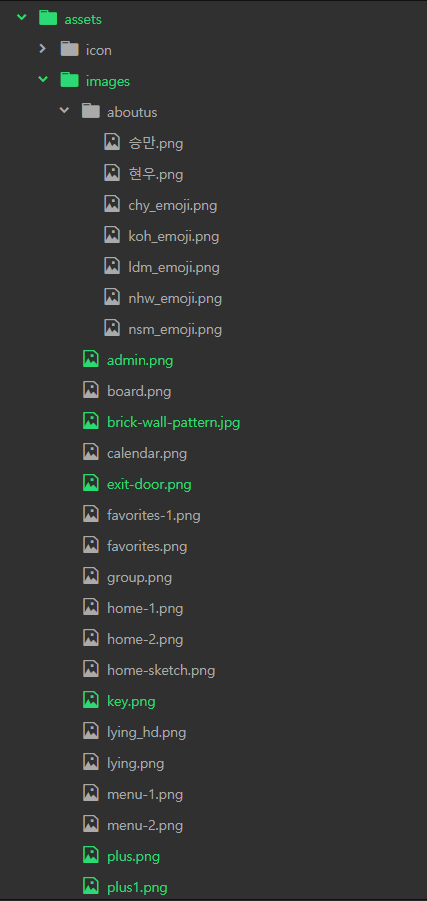 assets
icon
images
aboutus
승만.png
현우.png
chy_emoji.png
koh_emoji.png
ldm_emoji.png
nhw_emoji.png
nsm_emoji.png
admin.png
board.png
brick-wall-pattern.jpg
calendar.png
exit-door.png
favorites-1.png
favorites.png
group.png
home-1.png
home-2.png
home-sketch.png
key.png
lying_hd.png
lying.png
menu-1.png
menu-2.png
plus.png
plus1.png